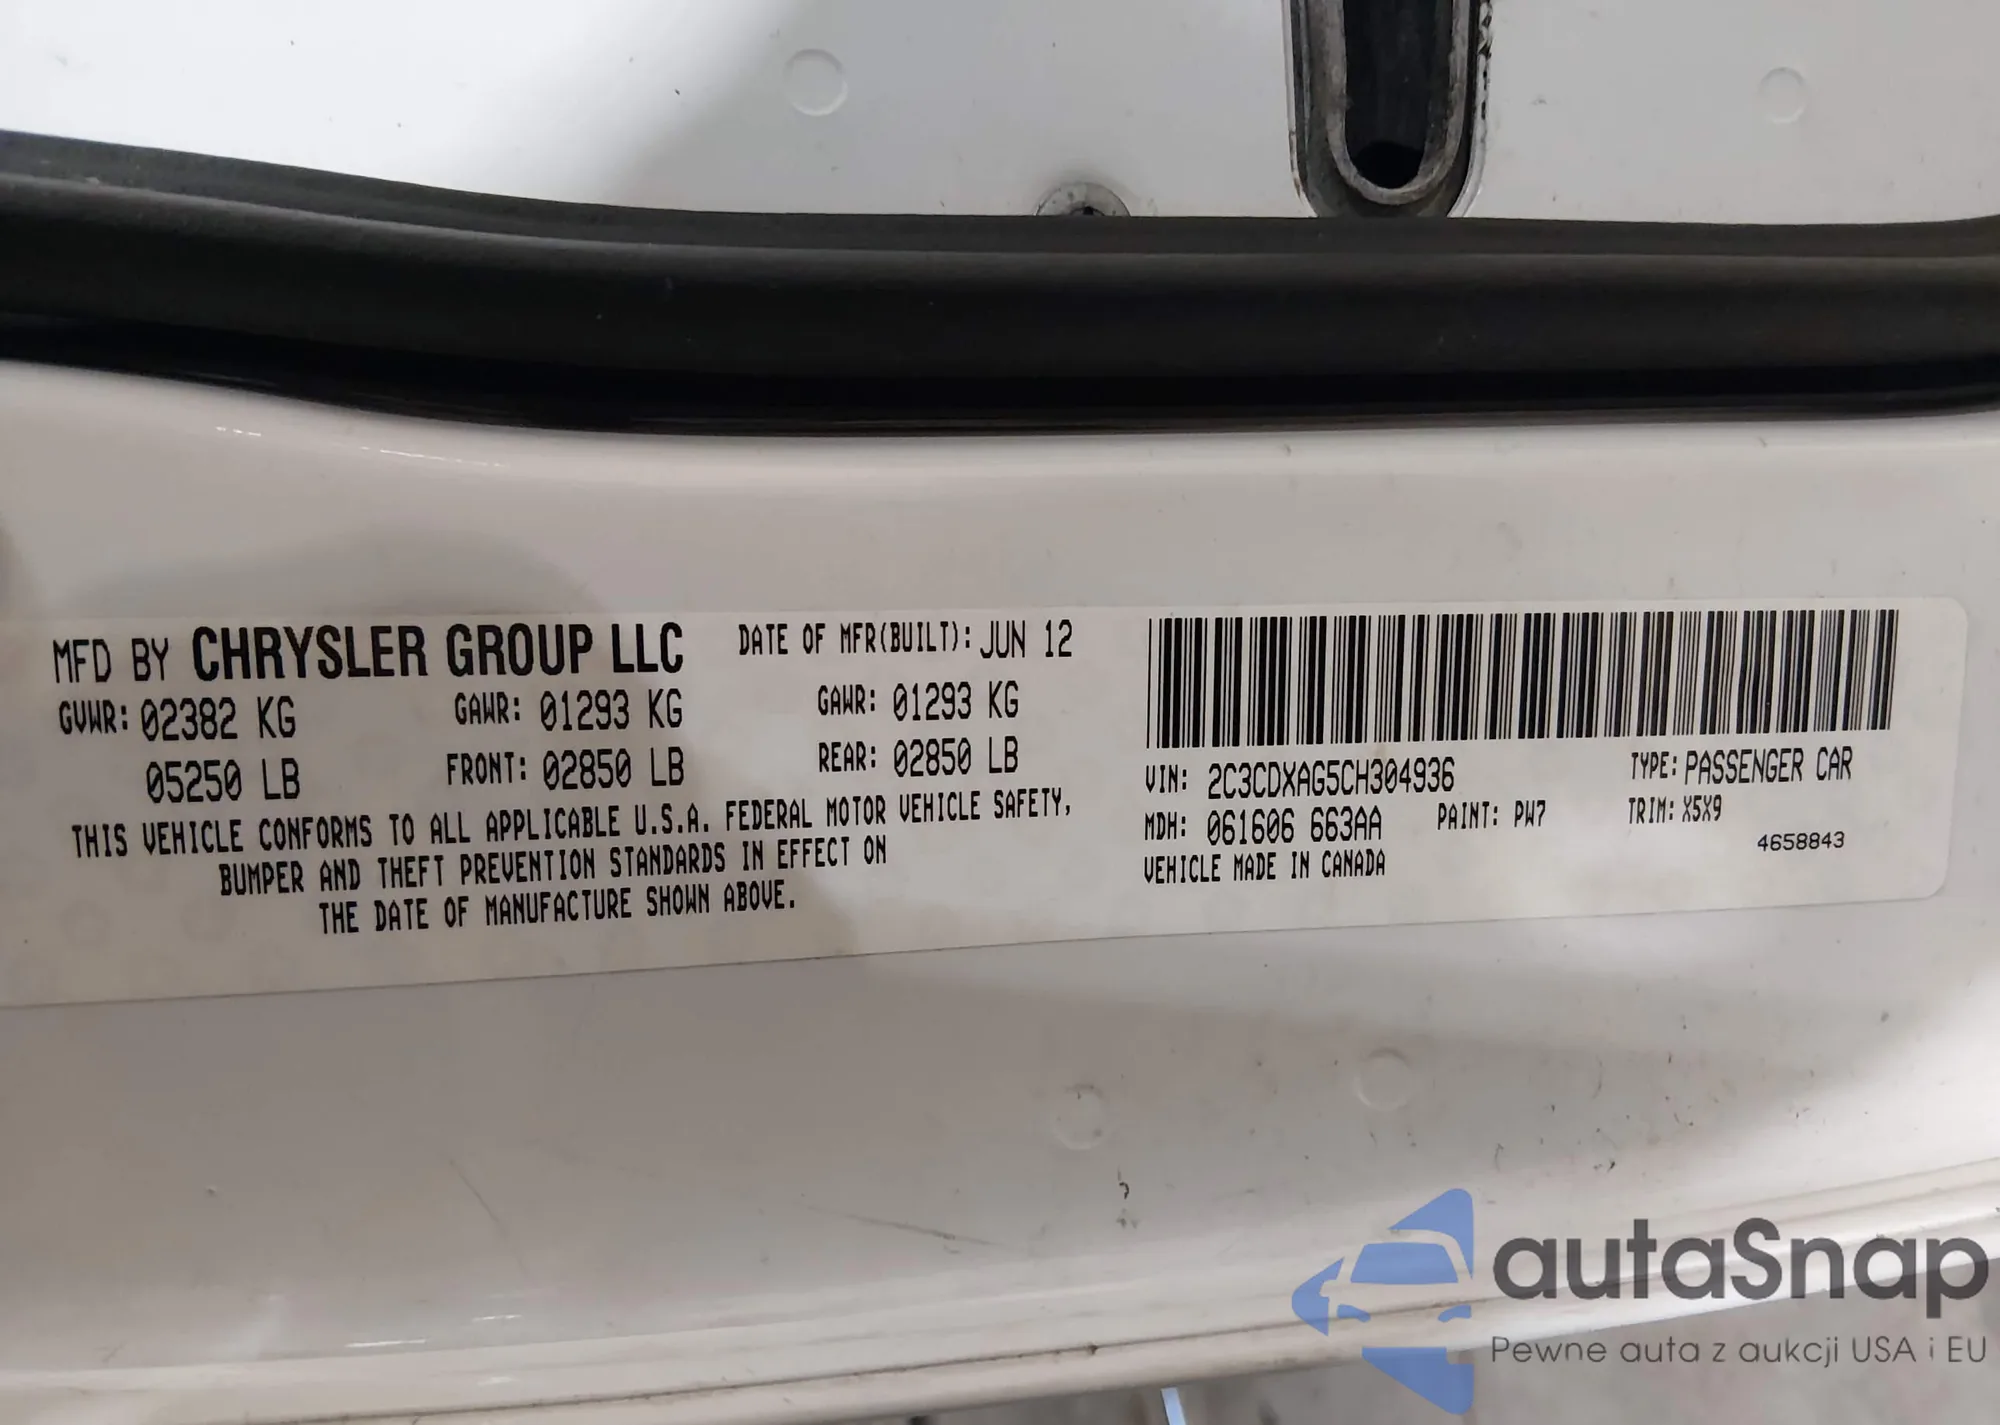 MFD BY CHRYSLER GROUP LLC DATE OF MFR(BUILT): JUN 12
GVWR: 02382 KG GAWR: 01293 KG GAWR: 01293 KG
05250 LB FRONT: 02850 LB REAR: 02850 LB
THIS VEHICLE CONFORMS TO ALL APPLICABLE U.S.A. FEDERAL MOTOR VEHICLE SAFETY,
BUMPER AND THEFT PREVENTION STANDARDS IN EFFECT ON
THE DATE OF MANUFACTURE SHOWN ABOVE.
VIN: 2C3CDXAG5CH304936 TYPE: PASSENGER CAR
MDH: 061606 663AA PAINT: PW7 TRIM: X5X9
VEHICLE MADE IN CANADA 4658843
autaSnap
Pewne auta z aukcji USA i EU